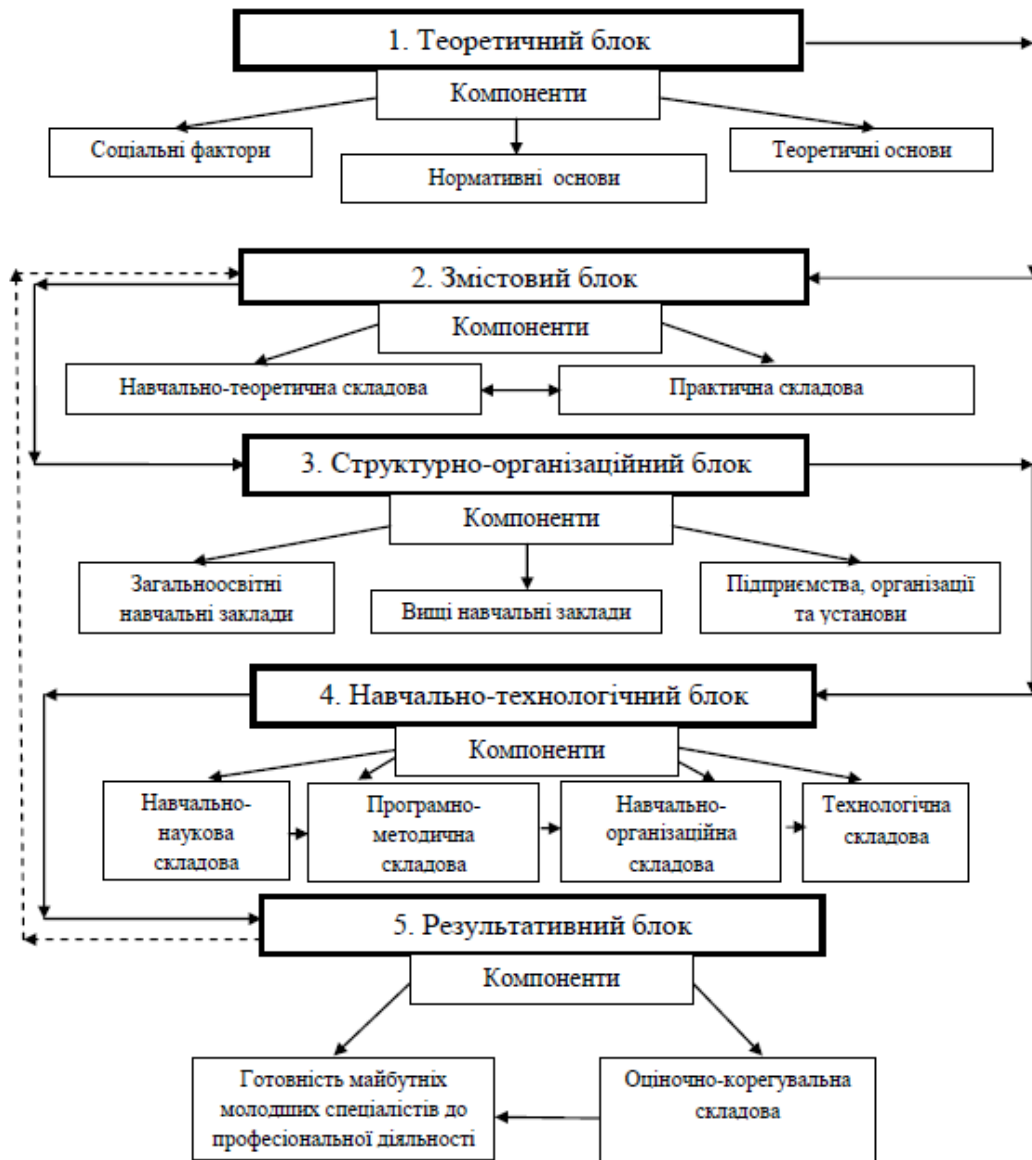 1. Теоретичний блок
Компоненти
Соціальні фактори
Нормативні основи
Теоретичні основи
2. Змістовий блок
Компоненти
Навчально-теоретична складова
Практична складова
3. Структурно-організаційний блок
Компоненти
Загальноосвітні
навчальні заклади
Вищі навчальні заклади
Підприємства, організації
та установи
4. Навчально-технологічний блок
Компоненти
Навчально-
наукова
складова
Програмно-
методична
складова
Навчально-
організаційна
складова
Технологічна
складова
5. Результативний блок
Компоненти
Готовність майбутніх
молодших спеціалістів до
професіональної діяльності
Оціночно-корегувальна
складова